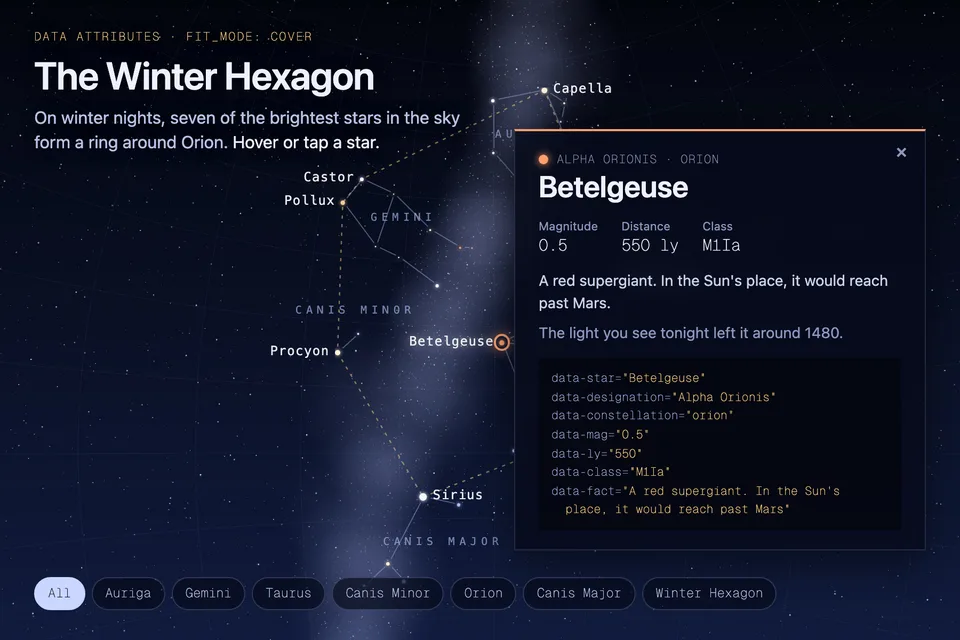 DATA ATTRIBUTES · FIT_MODE: COVER
The Winter Hexagon
On winter nights, seven of the brightest stars in the sky
form a ring around Orion. Hover or tap a star.
Capella
AU
Castor
Pollux
GEMINI
CANIS MINOR
Procyon
Betelgeuse
Sirius
CANIS MAJOR
ALPHA ORIONIS · ORION
×
Betelgeuse
Magnitude Distance Class
0.5 550 ly M1Ia
A red supergiant. In the Sun's place, it would reach
past Mars.
The light you see tonight left it around 1480.
data-star="Betelgeuse"
data-designation="Alpha Orionis"
data-constellation="orion"
data-mag="0.5"
data-ly="550"
data-class="M1Ia"
data-fact="A red supergiant. In the Sun's
place, it would reach past Mars"
All Auriga Gemini Taurus Canis Minor Orion Canis Major Winter Hexagon